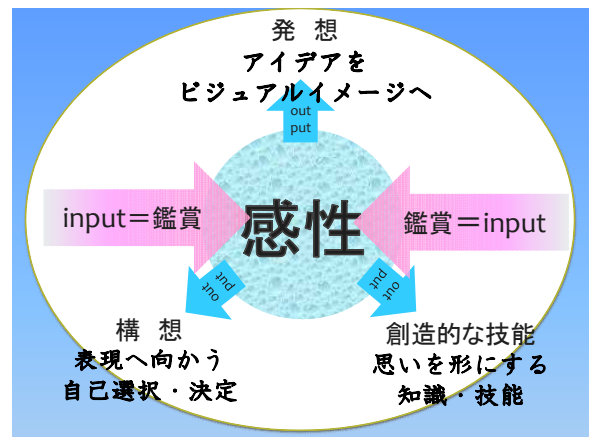 発 想
アイデアを
ビジュアルイメージへ
out
put
input＝鑑賞
感性
鑑賞＝input
out
put
out
put
構 想
表現へ向かう
自己選択・決定
創造的な技能
思いを形にする
知識・技能